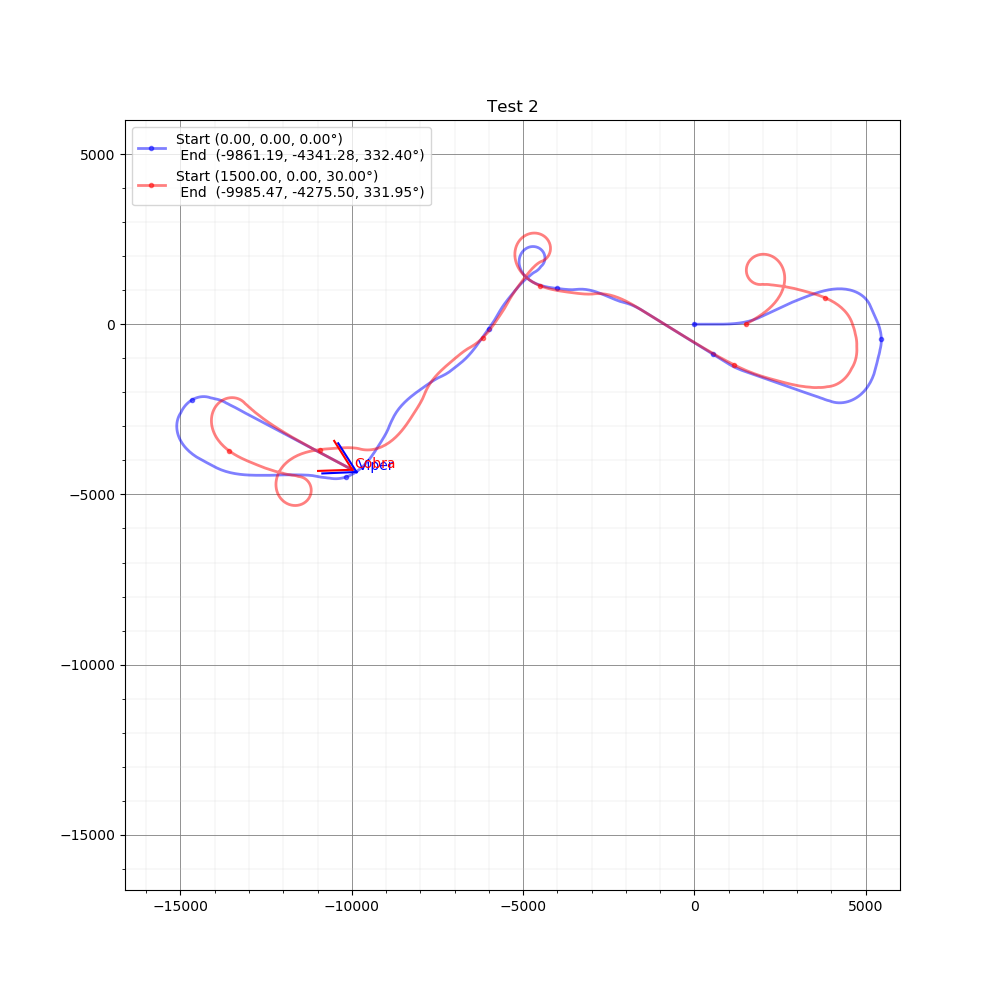 Test 2
Start (0.00, 0.00, 0.00°)
End (-9861.19, -4341.28, 332.40°)
Start (1500.00, 0.00, 30.00°)
End (-9985.47, -4275.50, 331.95°)
5000
0
−5000
−10000
−15000
Cobra
Viper
−15000
−10000
−5000
0
5000